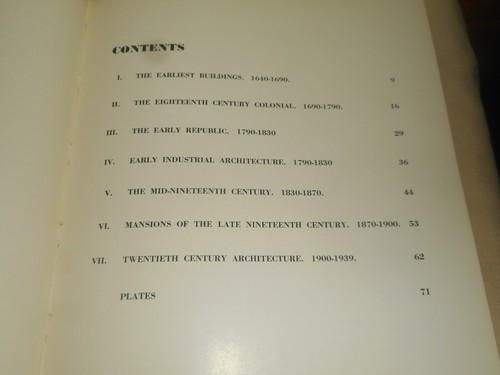 CONTENTS
I. THE EARLIEST BUILDINGS. 1640-1690. 9
II. THE EIGHTEENTH CENTURY COLONIAL. 1690-1790. 16
III. THE EARLY REPUBLIC. 1790-1830 29
IV. EARLY INDUSTRIAL ARCHITECTURE. 1790-1830 36
V. THE MID-NINETEENTH CENTURY. 1830-1870. 44
VI. MANSIONS OF THE LATE NINETEENTH CENTURY. 1870-1900. 53
VII. TWENTIETH CENTURY ARCHITECTURE. 1900-1939. 62
PLATES 71